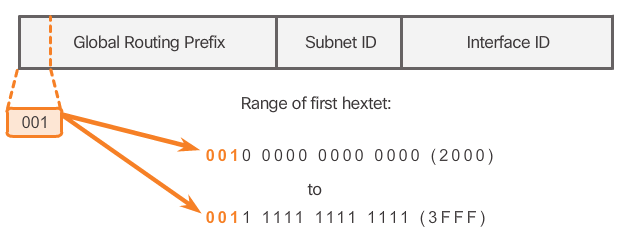 Global Routing Prefix Subnet ID Interface ID
001
Range of first hextet:
0010 0000 0000 0000 (2000)
to
0011 1111 1111 1111 (3FFF)